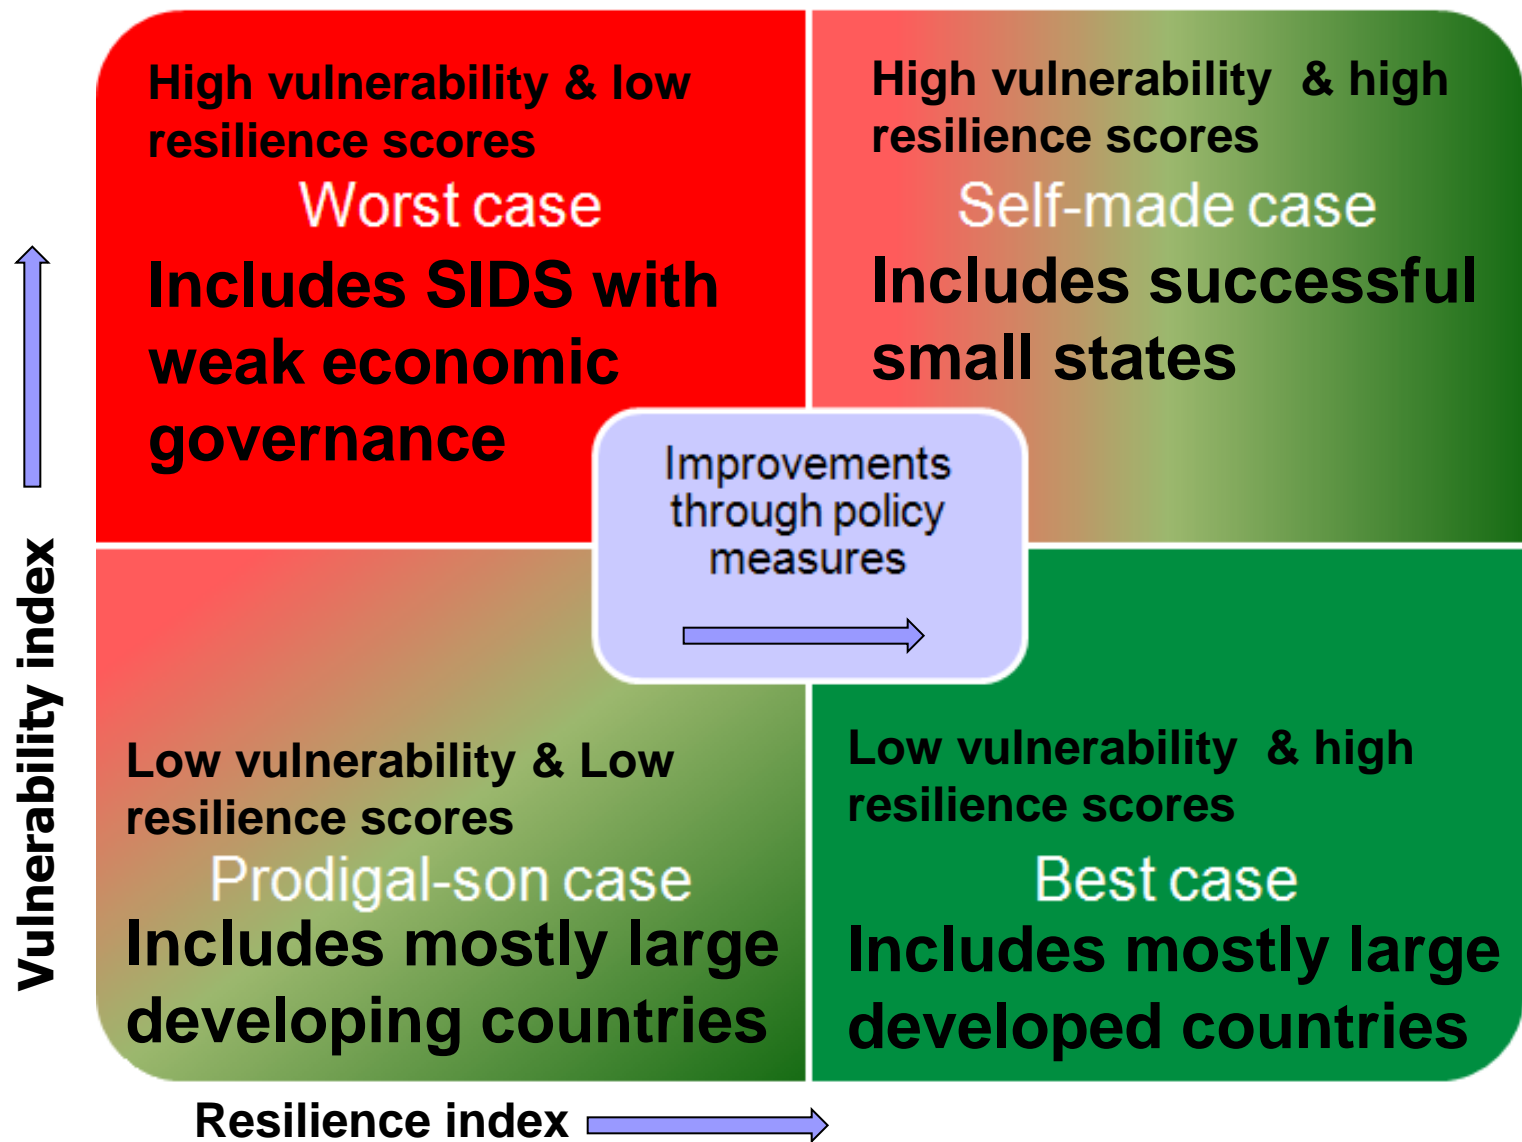 High vulnerability & low
resilience scores
Worst case
Includes SIDS with
weak economic
governance
High vulnerability & high
resilience scores
Self-made case
Includes successful
small states
Improvements
through policy
measures
Low vulnerability & Low
resilience scores
Prodigal-son case
Includes mostly large
developing countries
Low vulnerability & high
resilience scores
Best case
Includes mostly large
developed countries
Vulnerability index
Resilience index